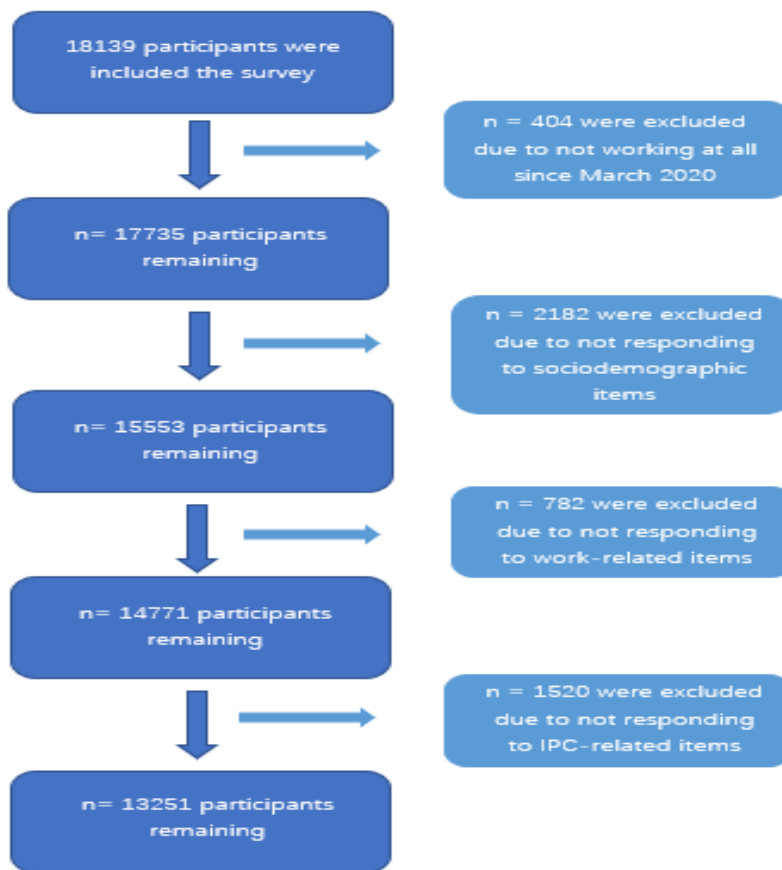 18139 participants were
included the survey
n = 404 were excluded
due to not working at all
since March 2020
n= 17735 participants
remaining
n = 2182 were excluded
due to not responding
to sociodemographic
items
n= 15553 participants
remaining
n = 782 were excluded
due to not responding
to work-related items
n= 14771 participants
remaining
n = 1520 were excluded
due to not responding
to IPC-related items
n= 13251 participants
remaining